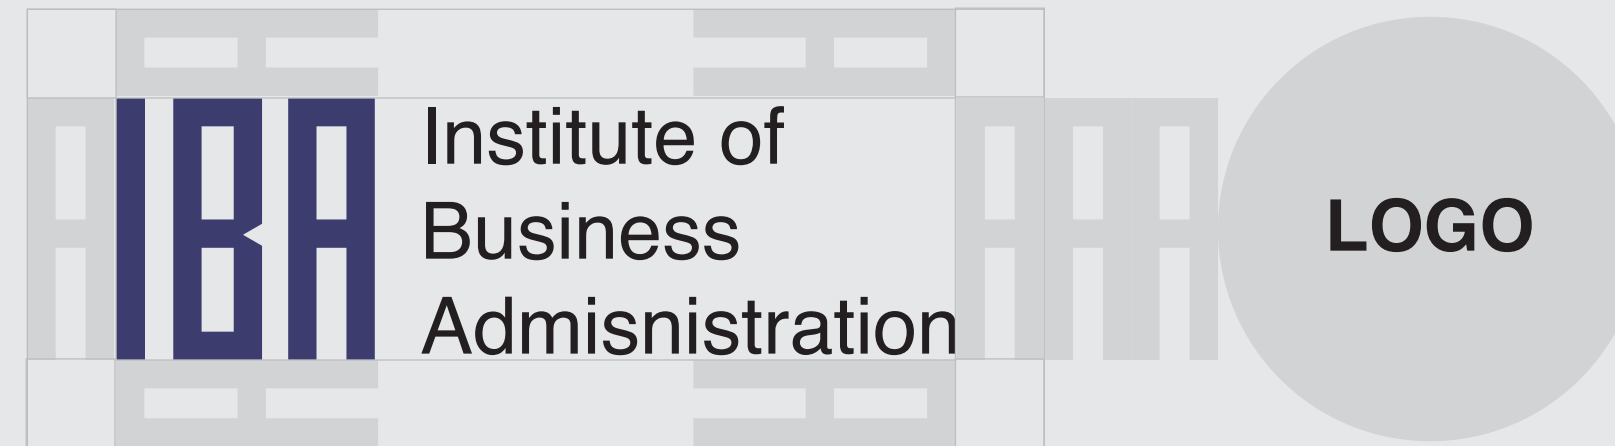 IBA
Institute of
Business
Admisnistration
LOGO